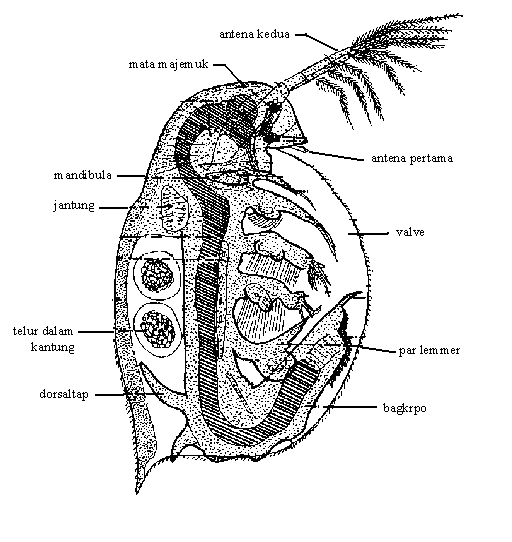 antena kedua
mata majemuk
antena pertama
mandibula
jantung
valve
telur dalam
kantung
par lemmer
dorsaltap
bagkrpo